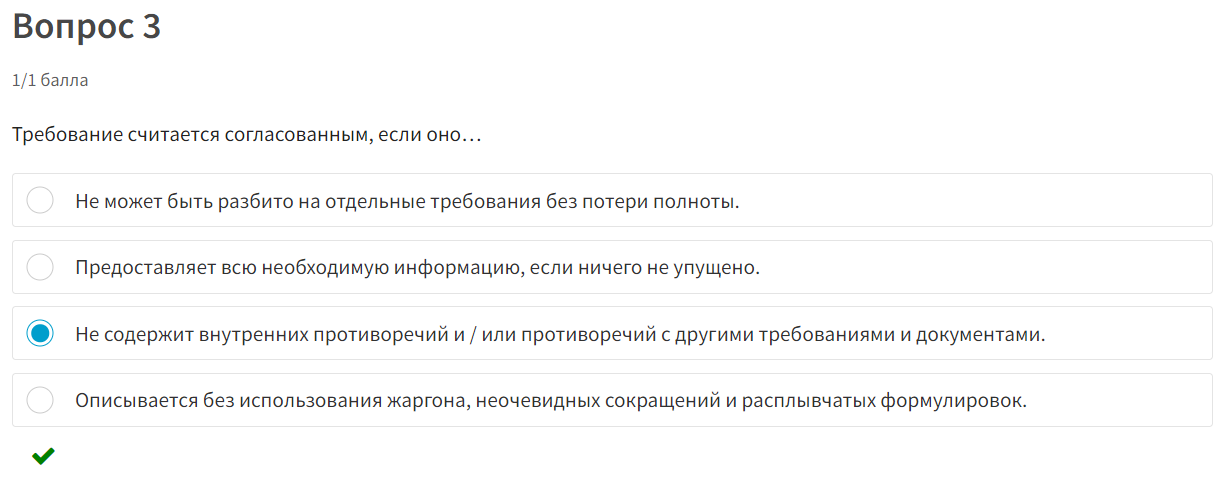 Вопрос 3
1/1 балла
Требование считается согласованным, если оно…
Не может быть разбито на отдельные требования без потери полноты.
Предоставляет всю необходимую информацию, если ничего не упущено.
Не содержит внутренних противоречий и / или противоречий с другими требованиями и документами.
Описывается без использования жаргона, неочевидных сокращений и расплывчатых формулировок.